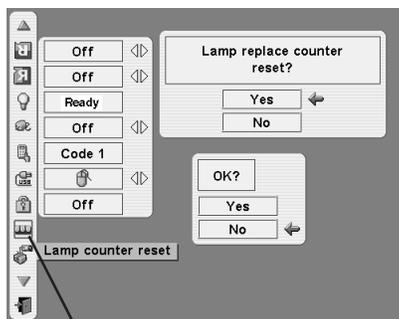 Off
Off
Ready
Off
Code 1
USB
Off
Lamp counter reset
Lamp replace counter
reset?
Yes
No
OK?
Yes
No